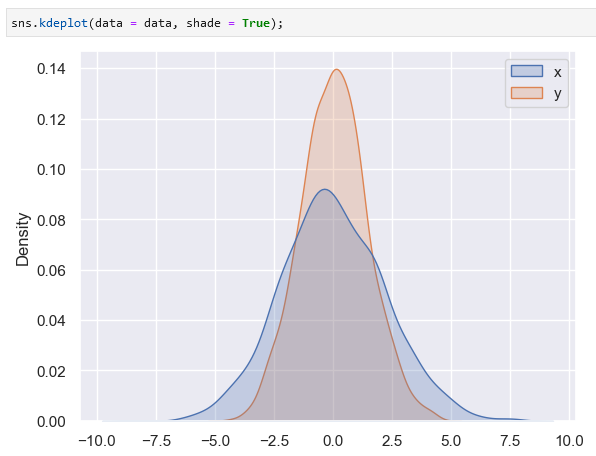 sns.kdeplot(data = data, shade = True);
0.14
0.12
0.10
0.08
0.06
0.04
0.02
0.00
Density
x
y
−10.0 −7.5 −5.0 −2.5 0.0 2.5 5.0 7.5 10.0